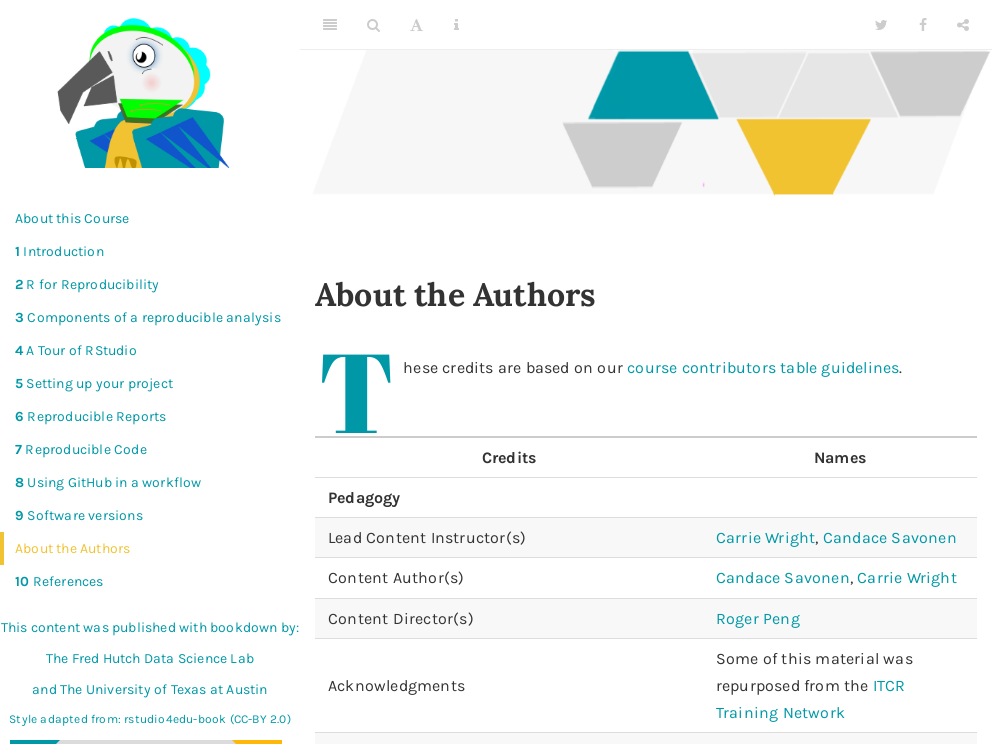 About this Course
1 Introduction
2 R for Reproducibility
3 Components of a reproducible analysis
4 A Tour of RStudio
5 Setting up your project
6 Reproducible Reports
7 Reproducible Code
8 Using GitHub in a workflow
9 Software versions
About the Authors
10 References
This content was published with bookdown by:
The Fred Hutch Data Science Lab
and The University of Texas at Austin
Style adapted from: rstudio4edu-book (CC-BY 2.0)
About the Authors
These credits are based on our course contributors table guidelines.
Credits Names
Pedagogy
Lead Content Instructor(s) Carrie Wright, Candace Savonen
Content Author(s) Candace Savonen, Carrie Wright
Content Director(s) Roger Peng
Acknowledgments Some of this material was
repurposed from the ITCR
Training Network